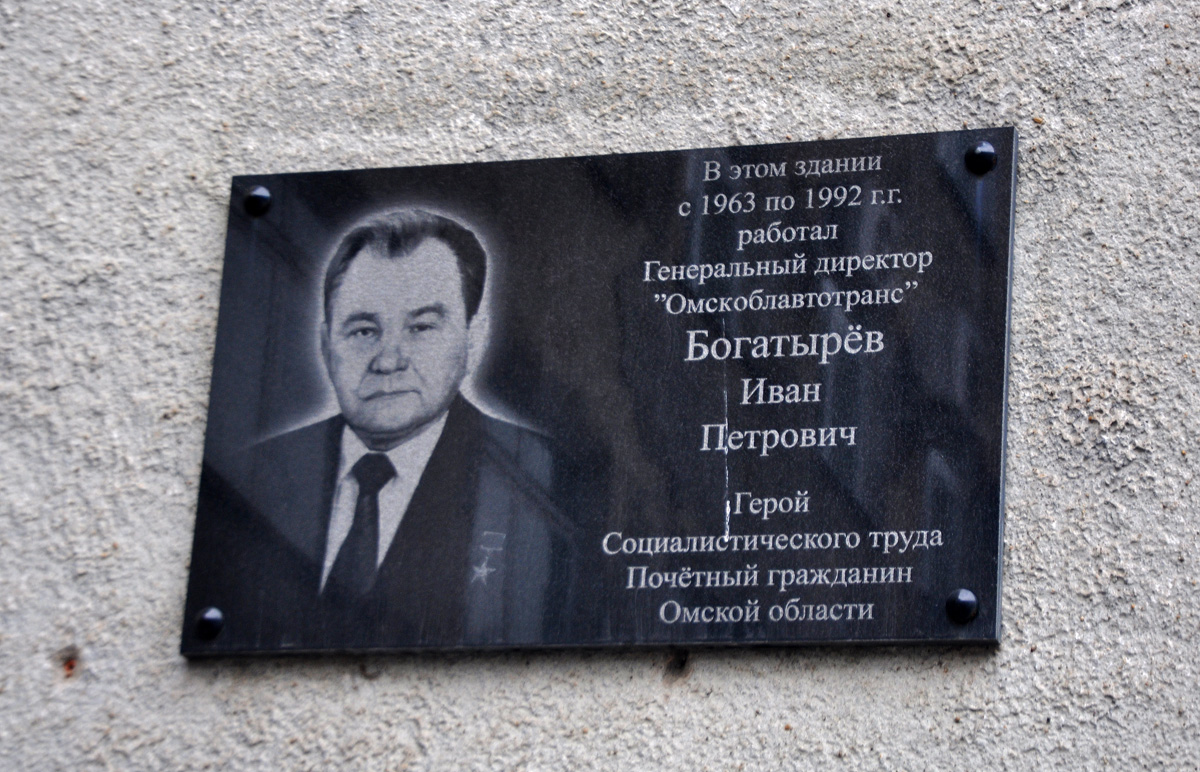 В этом здании
с 1963 по 1992 г.г.
работал
Генеральный директор
"Омскоблавтотранс"
Богатырёв
Иван
Петрович
Герой
Социалистического труда
Почётный гражданин
Омской области